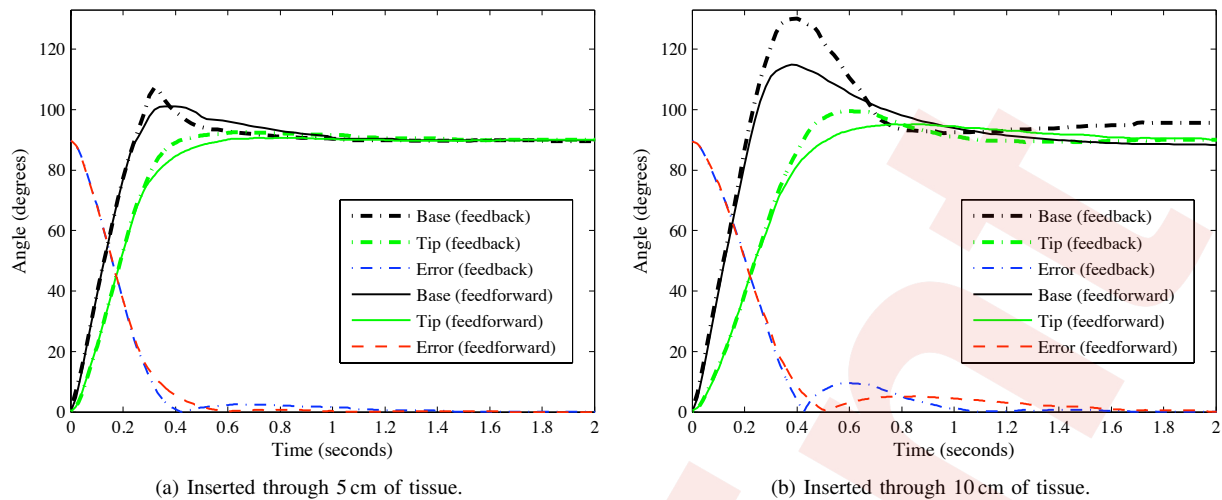 120
100
80
60
40
20
0
Angle (degrees)
0 0.2 0.4 0.6 0.8 1 1.2 1.4 1.6 1.8 2
Time (seconds)
Base (feedback)
Tip (feedback)
Error (feedback)
Base (feedforward)
Tip (feedforward)
Error (feedforward)
(a) Inserted through 5 cm of tissue.
120
100
80
60
40
20
0
Angle (degrees)
0 0.2 0.4 0.6 0.8 1 1.2 1.4 1.6 1.8 2
Time (seconds)
Base (feedback)
Tip (feedback)
Error (feedback)
Base (feedforward)
Tip (feedforward)
Error (feedforward)
(b) Inserted through 10 cm of tissue.